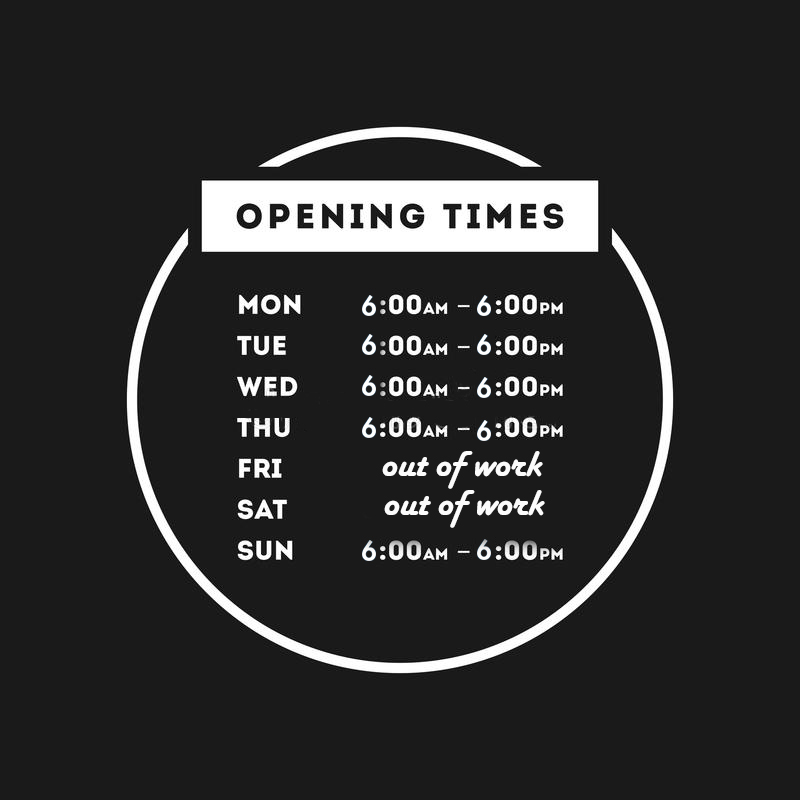 OPENING TIMES
MON 6:00AM – 6:00PM
TUE 6:00AM – 6:00PM
WED 6:00AM – 6:00PM
THU 6:00AM – 6:00PM
FRI out of work
SAT out of work
SUN 6:00AM – 6:00PM